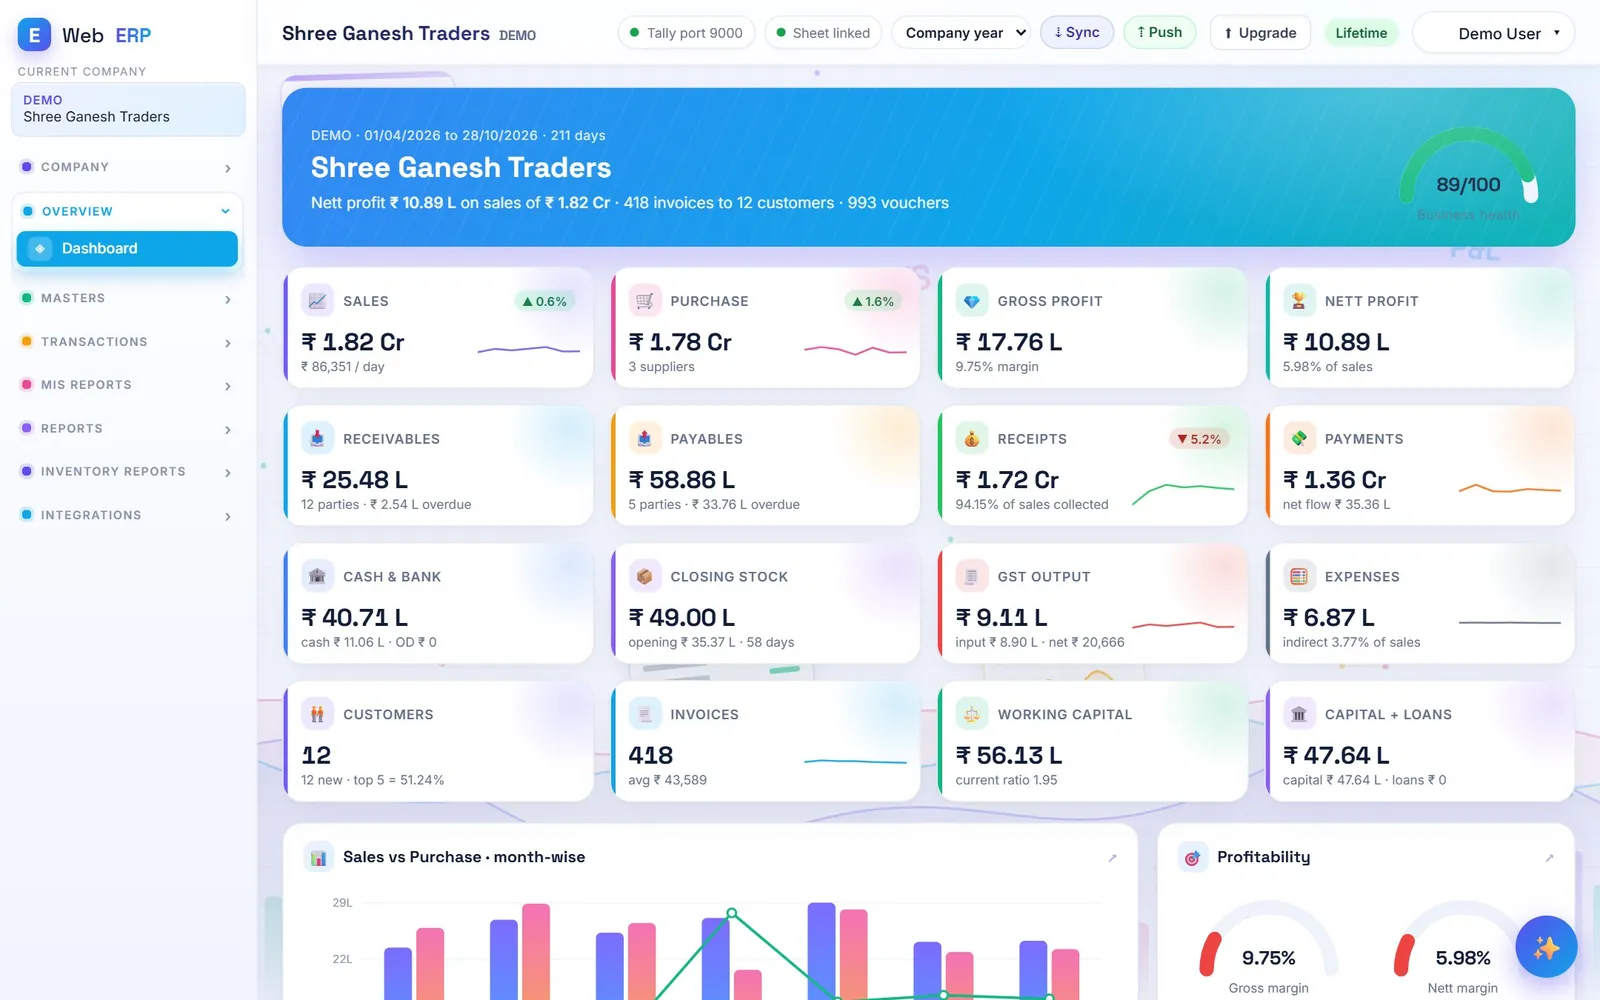 E Web ERP
CURRENT COMPANY
DEMO
Shree Ganesh Traders
COMPANY
OVERVIEW
Dashboard
MASTERS
TRANSACTIONS
MIS REPORTS
REPORTS
INVENTORY REPORTS
INTEGRATIONS
Shree Ganesh Traders DEMO
Tally port 9000
Sheet linked
Company year
↓ Sync
↑ Push
⬆ Upgrade
Lifetime
Demo User
DEMO · 01/04/2026 to 28/10/2026 · 211 days
Shree Ganesh Traders
Nett profit ₹ 10.89 L on sales of ₹ 1.82 Cr · 418 invoices to 12 customers · 993 vouchers
89/100
Business health
P&L
SALES ▲ 0.6%
₹ 1.82 Cr
₹ 86,351 / day
PURCHASE ▲ 1.6%
₹ 1.78 Cr
3 suppliers
GROSS PROFIT
₹ 17.76 L
9.75% margin
NETT PROFIT
₹ 10.89 L
5.98% of sales
RECEIVABLES
₹ 25.48 L
12 parties · ₹ 2.54 L overdue
PAYABLES
₹ 58.86 L
5 parties · ₹ 33.76 L overdue
RECEIPTS ▼ 5.2%
₹ 1.72 Cr
94.15% of sales collected
PAYMENTS
₹ 1.36 Cr
net flow ₹ 35.36 L
CASH & BANK
₹ 40.71 L
cash ₹ 11.06 L · OD ₹ 0
CLOSING STOCK
₹ 49.00 L
opening ₹ 35.37 L · 58 days
GST OUTPUT
₹ 9.11 L
input ₹ 8.90 L · net ₹ 20,666
EXPENSES
₹ 6.87 L
indirect 3.77% of sales
CUSTOMERS
12
12 new · top 5 = 51.24%
INVOICES
418
avg ₹ 43,589
WORKING CAPITAL
₹ 56.13 L
current ratio 1.95
CAPITAL + LOANS
₹ 47.64 L
capital ₹ 47.64 L · loans ₹ 0
Sales vs Purchase · month-wise
29L
22L
Profitability
9.75%
Gross margin
5.98%
Nett margin